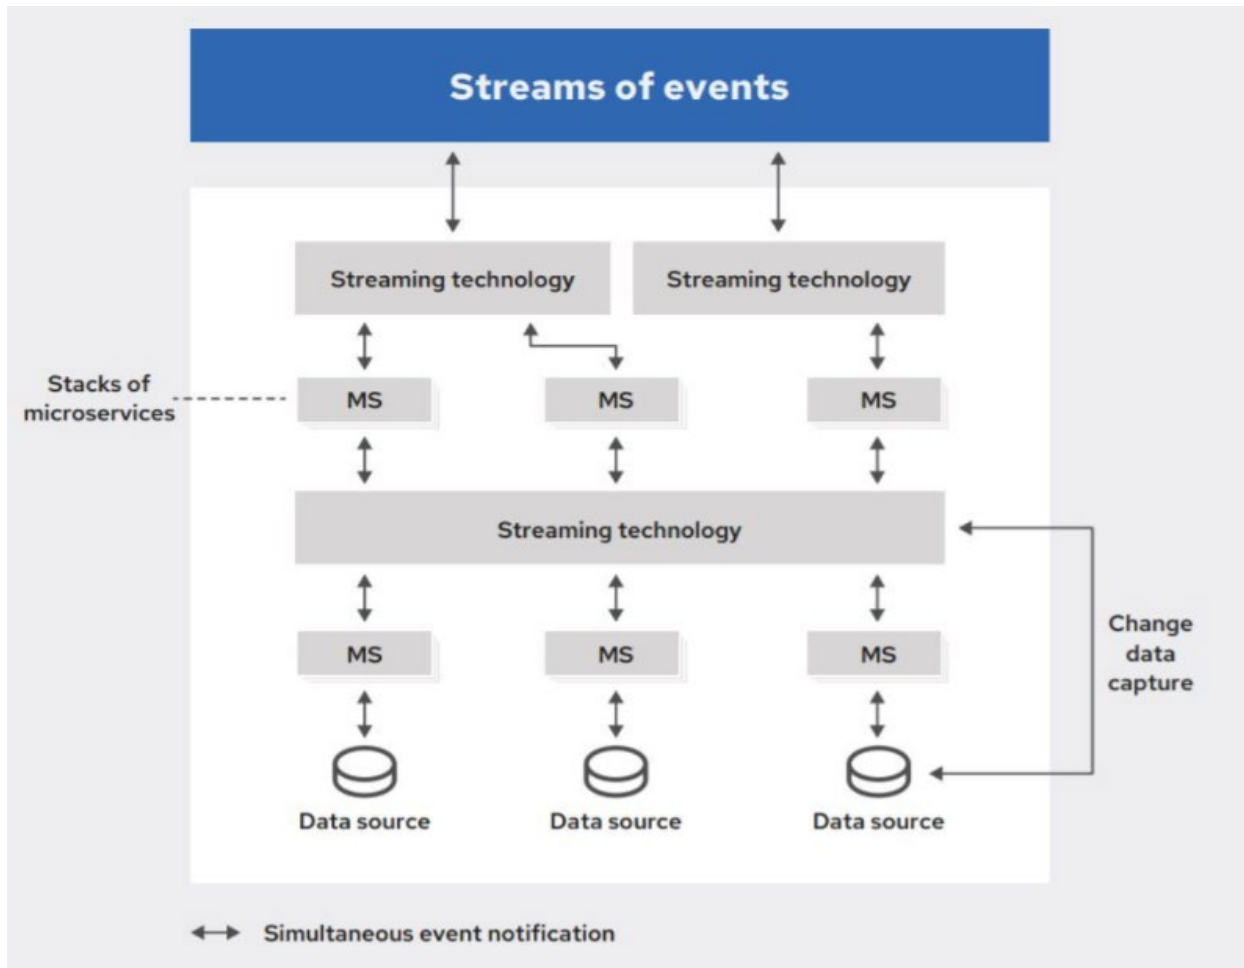 Streams of events
Streaming technology
Streaming technology
Stacks of
microservices
MS
MS
MS
Streaming technology
MS
MS
MS
Change
data
capture
Data source
Data source
Data source
Simultaneous event notification